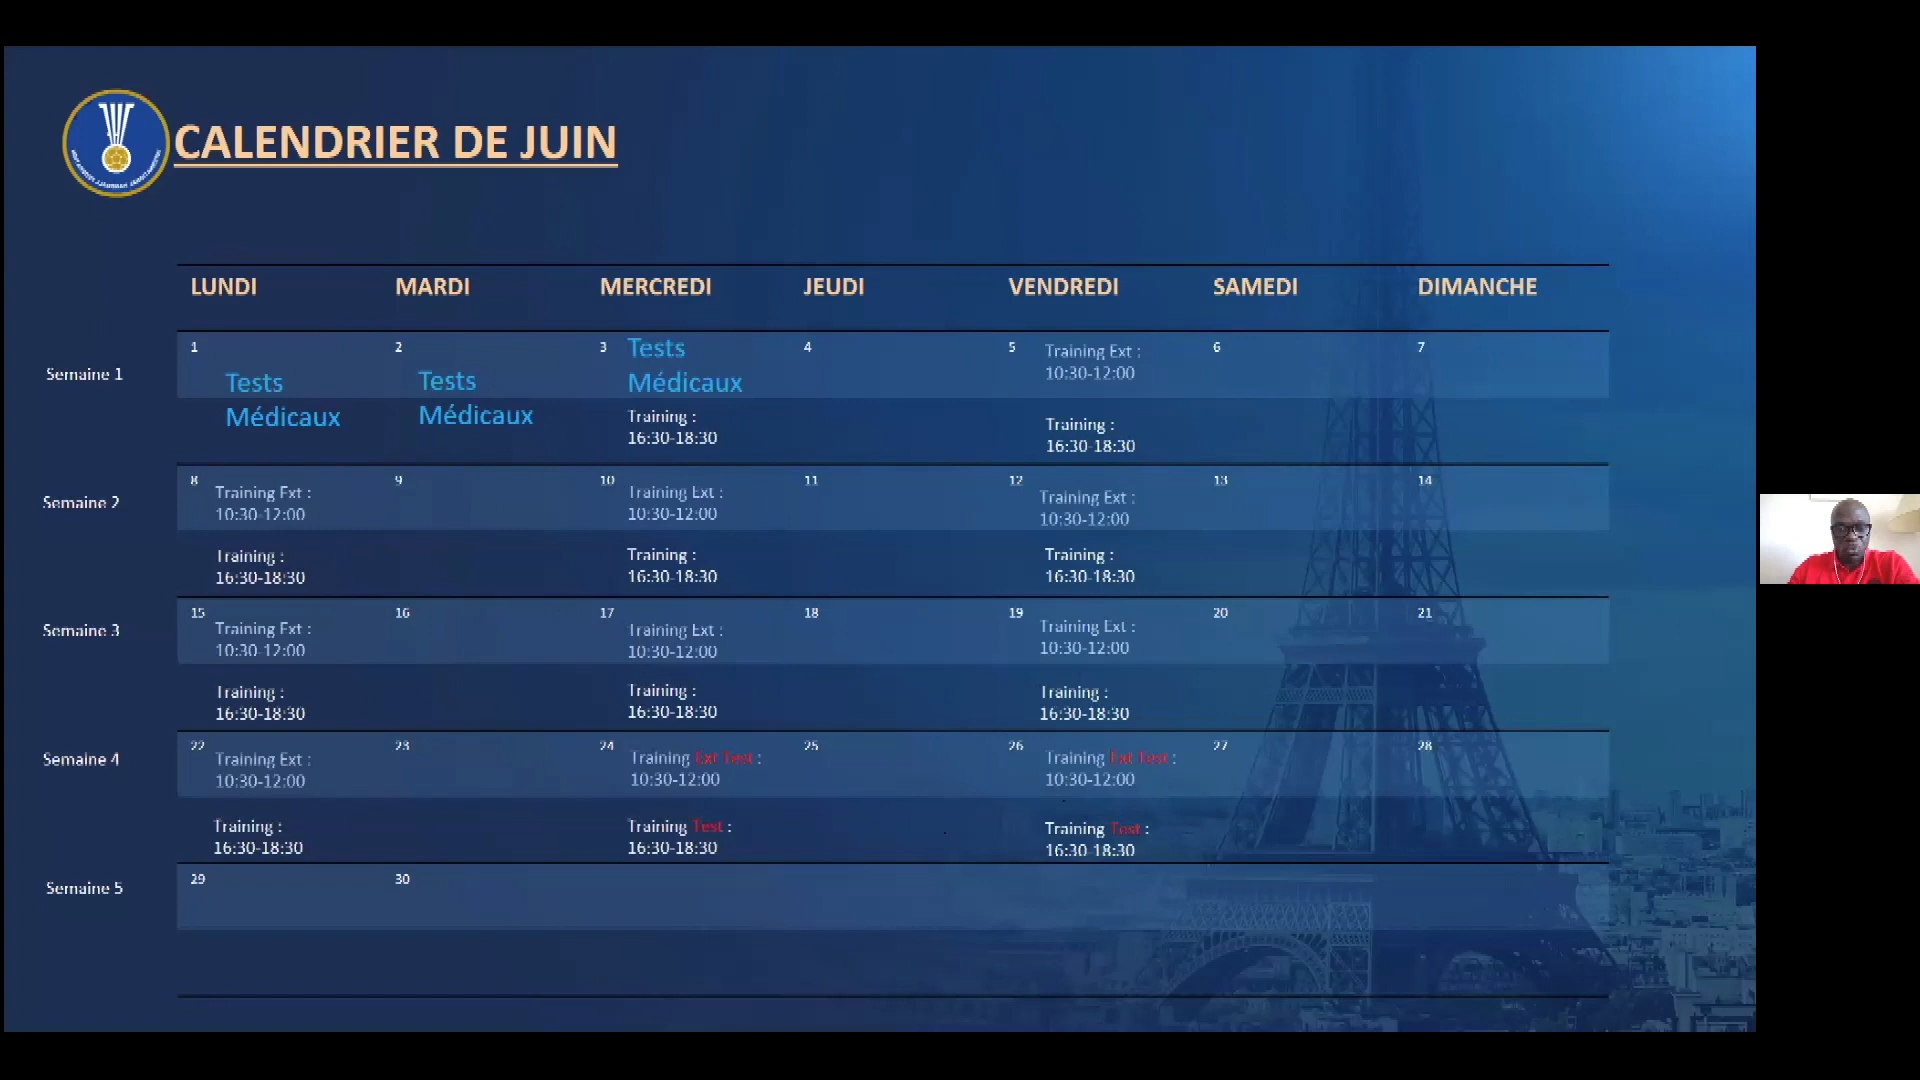 CALENDRIER DE JUIN
LUNDI MARDI MERCREDI JEUDI VENDREDI SAMEDI DIMANCHE
Semaine 1
1
Tests
Médicaux
2
Tests
Médicaux
3
Tests
Médicaux
Training :
16:30-18:30
4
5
Training Ext :
10:30-12:00
Training :
16:30-18:30
6
7
Semaine 2
8
Training Ext :
10:30-12:00
Training :
16:30-18:30
9
10
Training Ext :
10:30-12:00
Training :
16:30-18:30
11
12
Training Ext :
10:30-12:00
Training :
16:30-18:30
13
14
Semaine 3
15
Training Ext :
10:30-12:00
Training :
16:30-18:30
16
17
Training Ext :
10:30-12:00
Training :
16:30-18:30
18
19
Training Ext :
10:30-12:00
Training :
16:30-18:30
20
21
Semaine 4
22
Training Ext :
10:30-12:00
Training :
16:30-18:30
23
24
Training Ext Test :
10:30-12:00
Training Test :
16:30-18:30
25
26
Training Ext Test :
10:30-12:00
Training Test :
16:30-18:30
27
28
Semaine 5
29
30